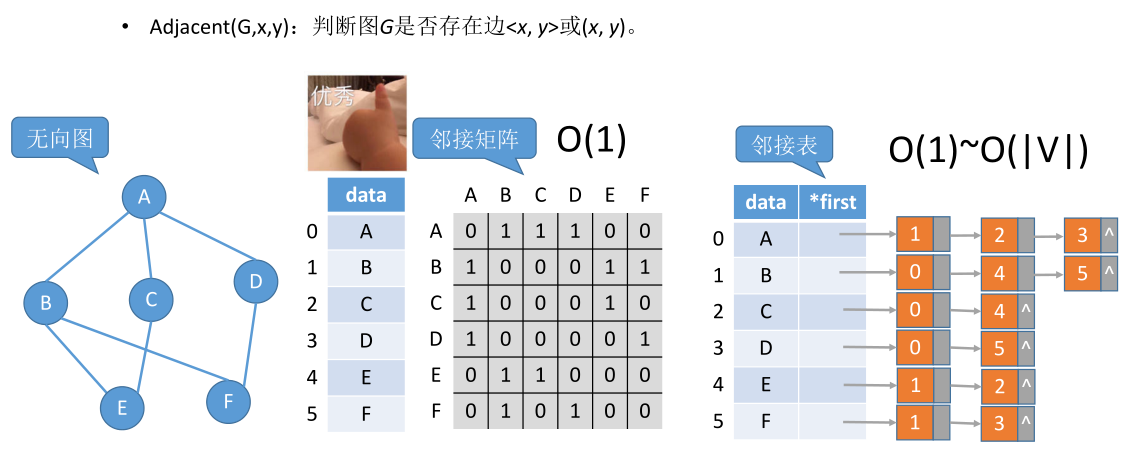 • Adjacent(G,x,y)：判断图G是否存在边<x, y>或(x, y)。
无向图
A
B
C
D
E
F
优秀
邻接矩阵
O(1)
data
0 A
1 B
2 C
3 D
4 E
5 F
A B C D E F
A 0 1 1 1 0 0
B 1 0 0 0 1 1
C 1 0 0 0 1 0
D 1 0 0 0 0 1
E 0 1 1 0 0 0
F 0 1 0 1 0 0
邻接表
O(1)~O(|V|)
data *first
0 A 1 2 3 ^
1 B 0 4 5 ^
2 C 0 4 ^
3 D 0 5 ^
4 E 1 2 ^
5 F 1 3 ^